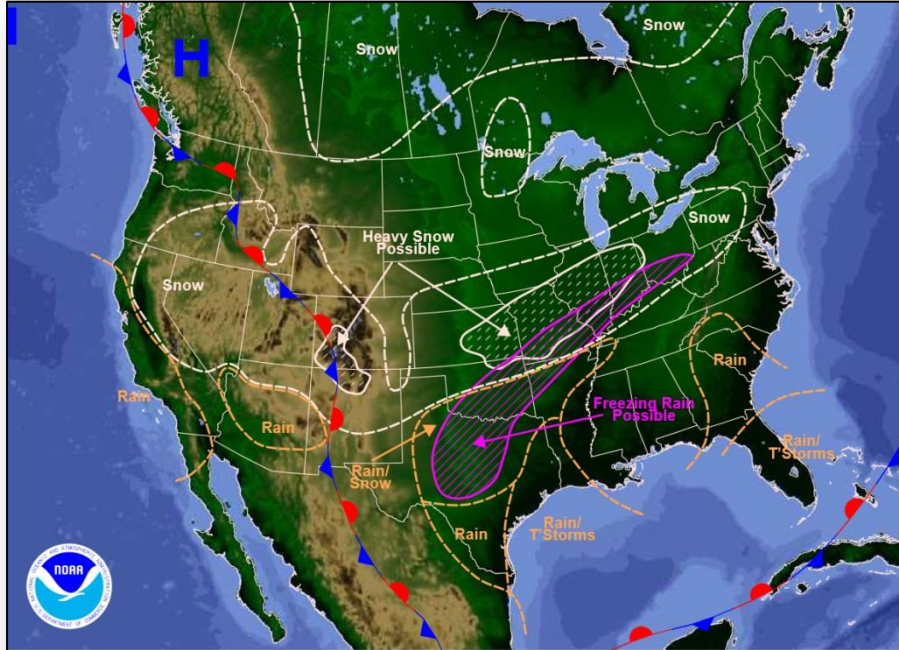 Snow
Snow
H
Snow
Snow
Heavy Snow
Possible
Snow
Rain
Rain
Rain
Freezing Rain
Possible
Rain/
Snow
Rain/
T'Storms
Rain
Rain/
T'Storms
NOAA